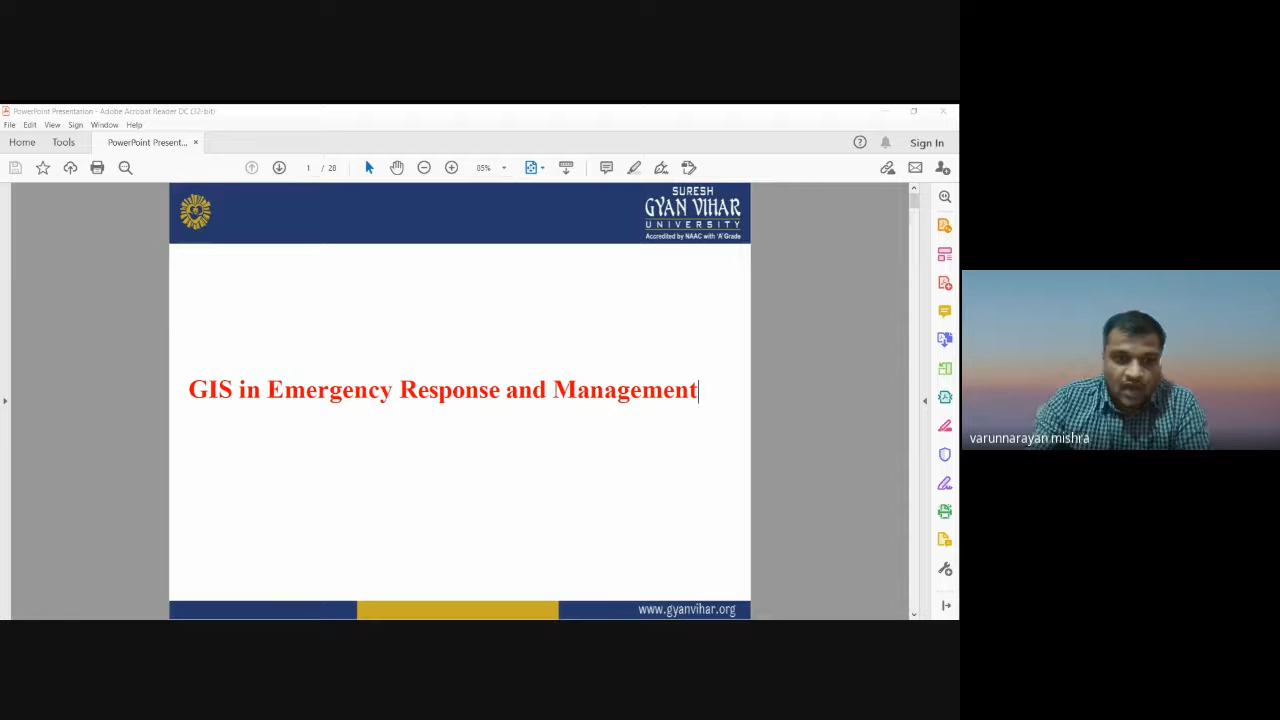 PowerPoint Presentation - Adobe Acrobat Reader DC (32-bit)
File Edit View Sign Window Help
Home Tools PowerPoint Present... × Sign In
1 / 28 85%
SURESH
GYAN VIHAR
UNIVERSITY
Accredited by NAAC with 'A' Grade
GIS in Emergency Response and Management
varunnarayan mishra
www.gyanvihar.org